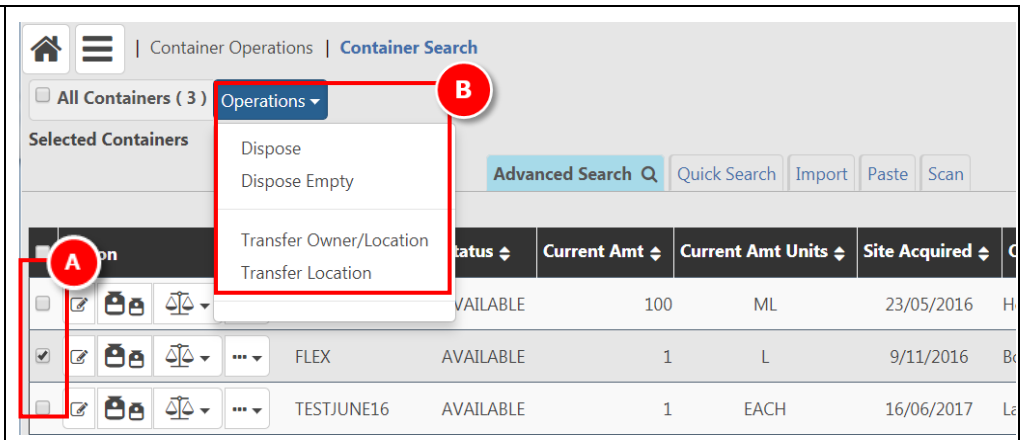 | Container Operations | Container Search
All Containers ( 3 ) Operations
B
Selected Containers
Dispose
Dispose Empty
Transfer Owner/Location
Transfer Location
Advanced Search Quick Search Import Paste Scan
A
on tatus Current Amt Current Amt Units Site Acquired
AVAILABLE 100 ML 23/05/2016 H
FLEX AVAILABLE 1 L 9/11/2016 B
TESTJUNE16 AVAILABLE 1 EACH 16/06/2017 La